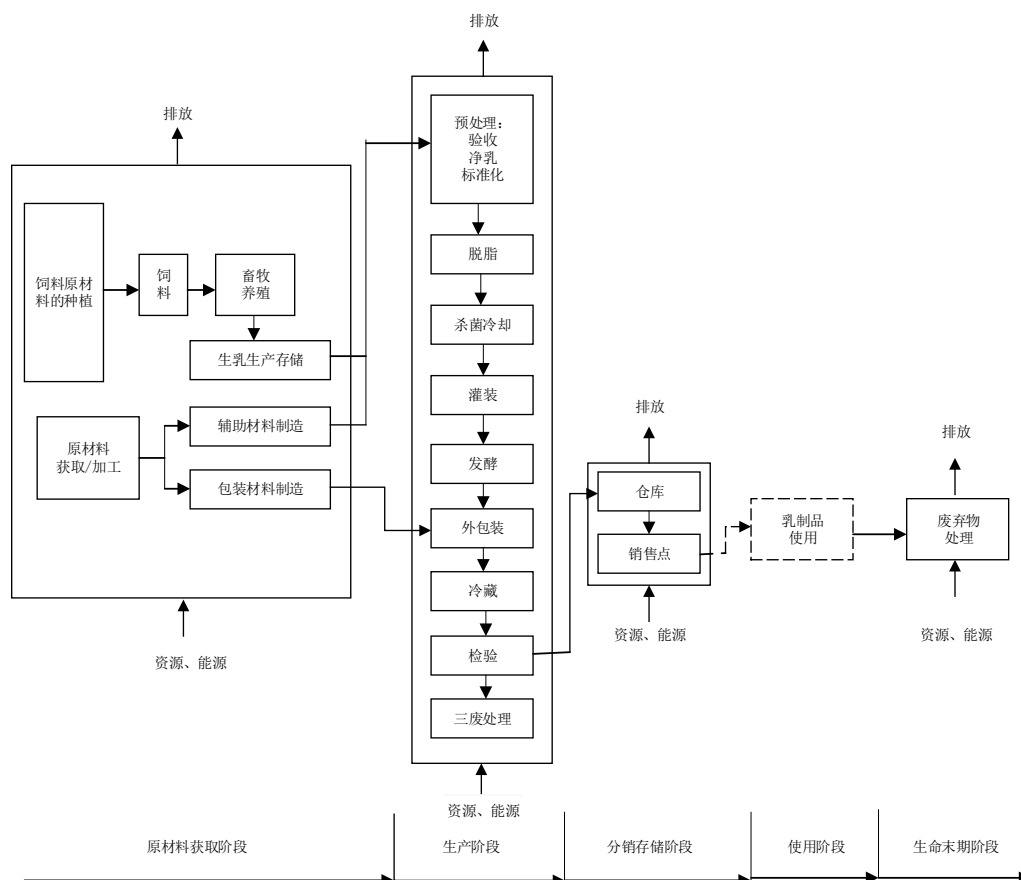 排放
排放
预处理：
验收
净乳
标准化
饲料原材
料的种植
饲
料
畜牧
养殖
脱脂
杀菌冷却
生乳生产存储
灌装
排放
排放
辅助材料制造
原材料
获取/加工
发酵
包装材料制造
仓库
外包装
乳制品
使用
废弃物
处理
销售点
冷藏
资源、能源
资源、能源
资源、能源
检验
三废处理
资源、能源
原材料获取阶段
生产阶段
分销存储阶段
使用阶段
生命末期阶段